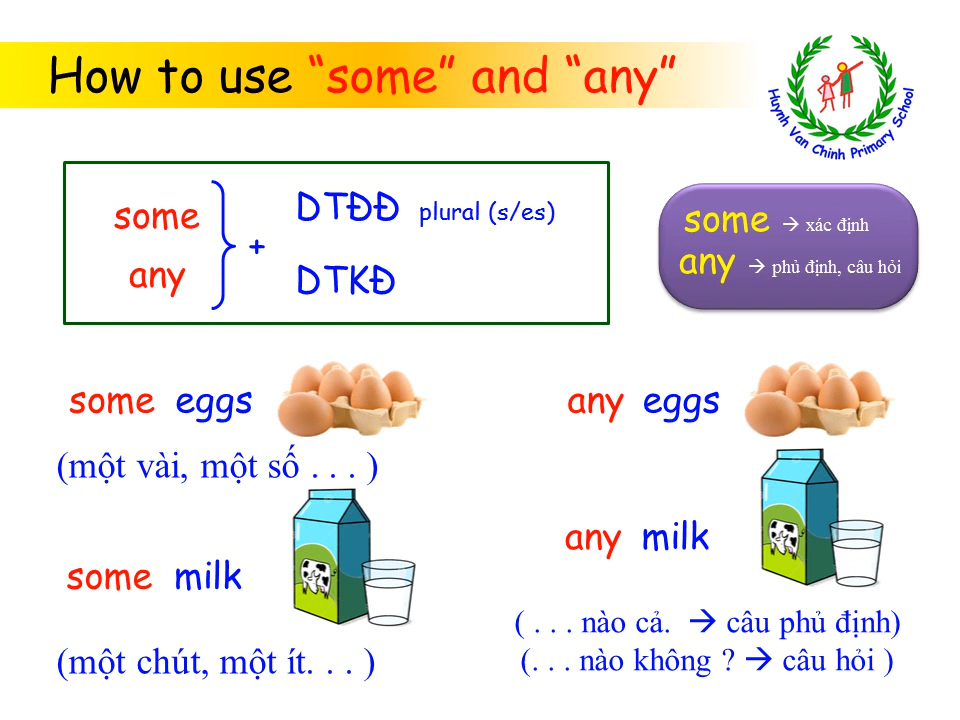 How to use “some” and “any”
Huynh Van Chinh Primary School
some
any
+
DTĐĐ plural (s/es)
DTKĐ
some → xác định
any → phủ định, câu hỏi
some eggs
(một vài, một số . . . )
some milk
(một chút, một ít. . . )
any eggs
any milk
( . . . nào cả. → câu phủ định)
(. . . nào không ? → câu hỏi )